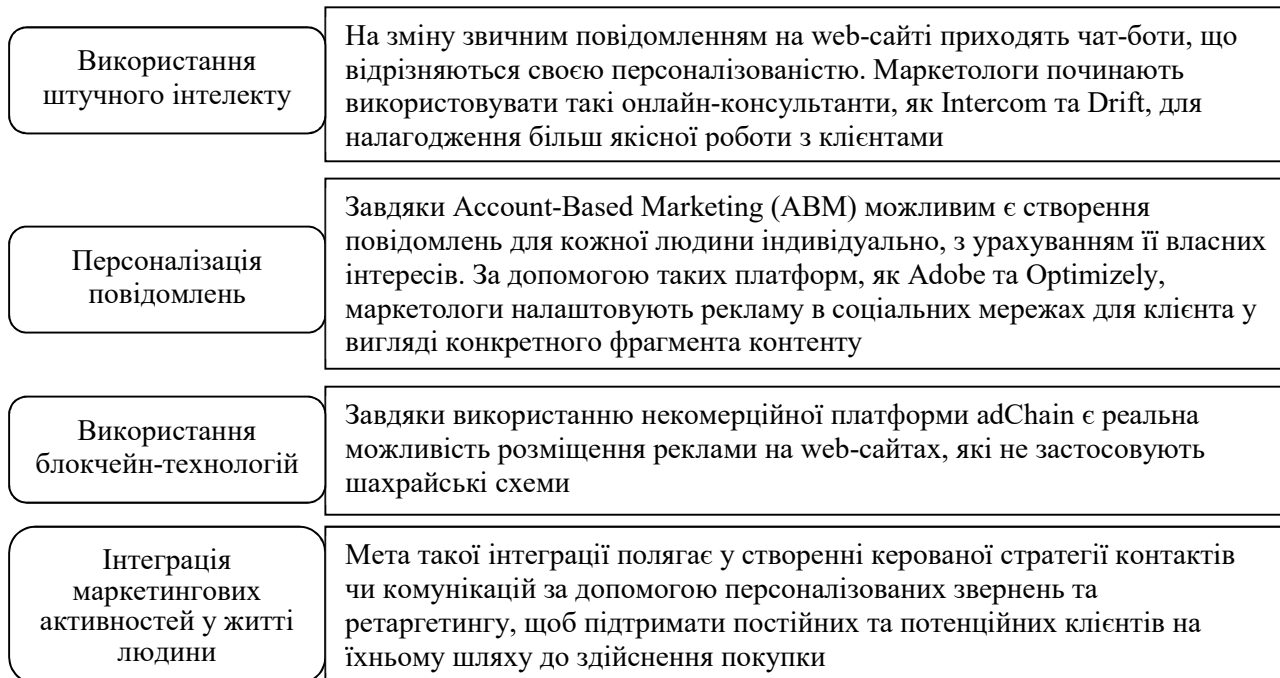 Використання
штучного інтелекту
На зміну звичним повідомленням на web-сайті приходять чат-боти, що
відрізняються своєю персоналізованістю. Маркетологи починають
використовувати такі онлайн-консультанти, як Intercom та Drift, для
налагодження більш якісної роботи з клієнтами
Персоналізація
повідомлень
Завдяки Account-Based Marketing (ABM) можливим є створення
повідомлень для кожної людини індивідуально, з урахуванням її власних
інтересів. За допомогою таких платформ, як Adobe та Optimizely,
маркетологи налаштовують рекламу в соціальних мережах для клієнта у
вигляді конкретного фрагмента контенту
Використання
блокчейн-технологій
Завдяки використанню некомерційної платформи adChain є реальна
можливість розміщення реклами на web-сайтах, які не застосовують
шахрайські схеми
Інтеграція
маркетингових
активностей у житті
людини
Мета такої інтеграції полягає у створенні керованої стратегії контактів
чи комунікацій за допомогою персоналізованих звернень та
ретаргетингу, щоб підтримати постійних та потенційних клієнтів на
їхньому шляху до здійснення покупки